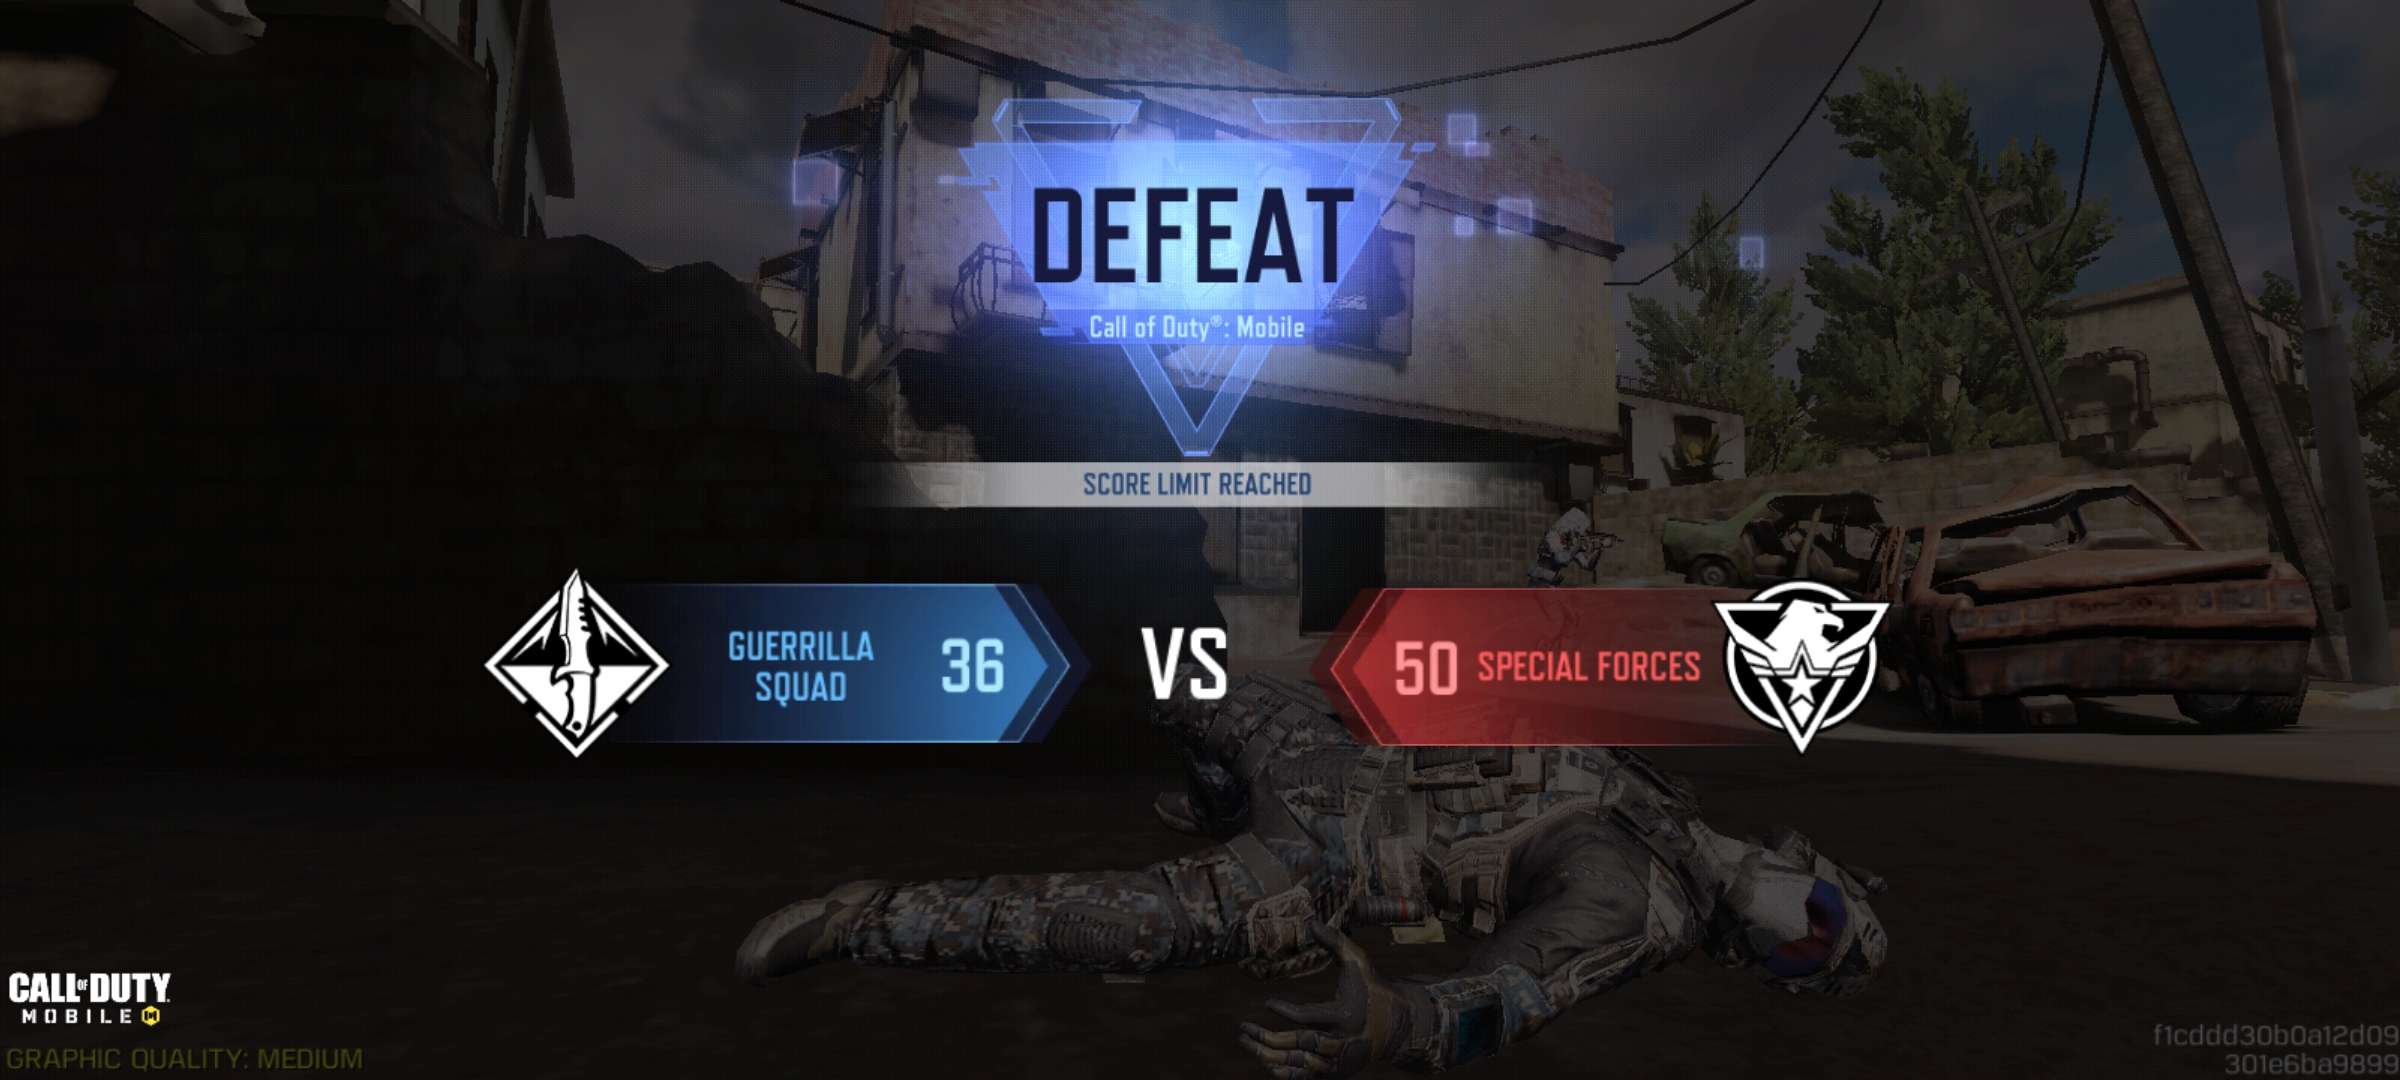 DEFEAT
Call of Duty®: Mobile
SCORE LIMIT REACHED
GUERRILLA
SQUAD
36
VS
50
SPECIAL FORCES
CALL OF DUTY
MOBILE
GRAPHIC QUALITY: MEDIUM
f1cddd30b0a12d09
301e6ba9899